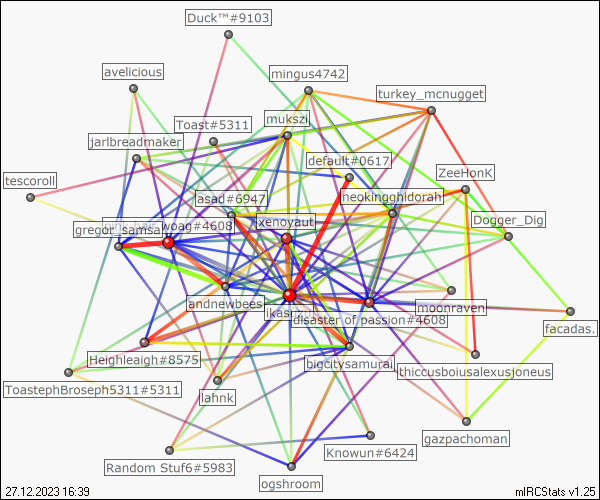 Duck™#9103
avelicious
mingus4742
turkey_mcnugget
Toast#5311
mukszi
jarlbreadmaker
default#0617
ZeeHonK
tescoroll
asad#6947
neokingghidorah
Dogger_Dig
xenoyaut
woag#4608
gregor_samsa
landnewbees
moonraven
disaster of passion#4608
facadas.
Heighleaigh#8575
bigcitysamurai
thiccusboiusalexusjoneus
ToastephBroseph5311#5311
lahnk
gazpachoman
Knowun#6424
Random Stuf6#5983
ogshroom
27.12.2023 16:39
mIRCStats v1.25